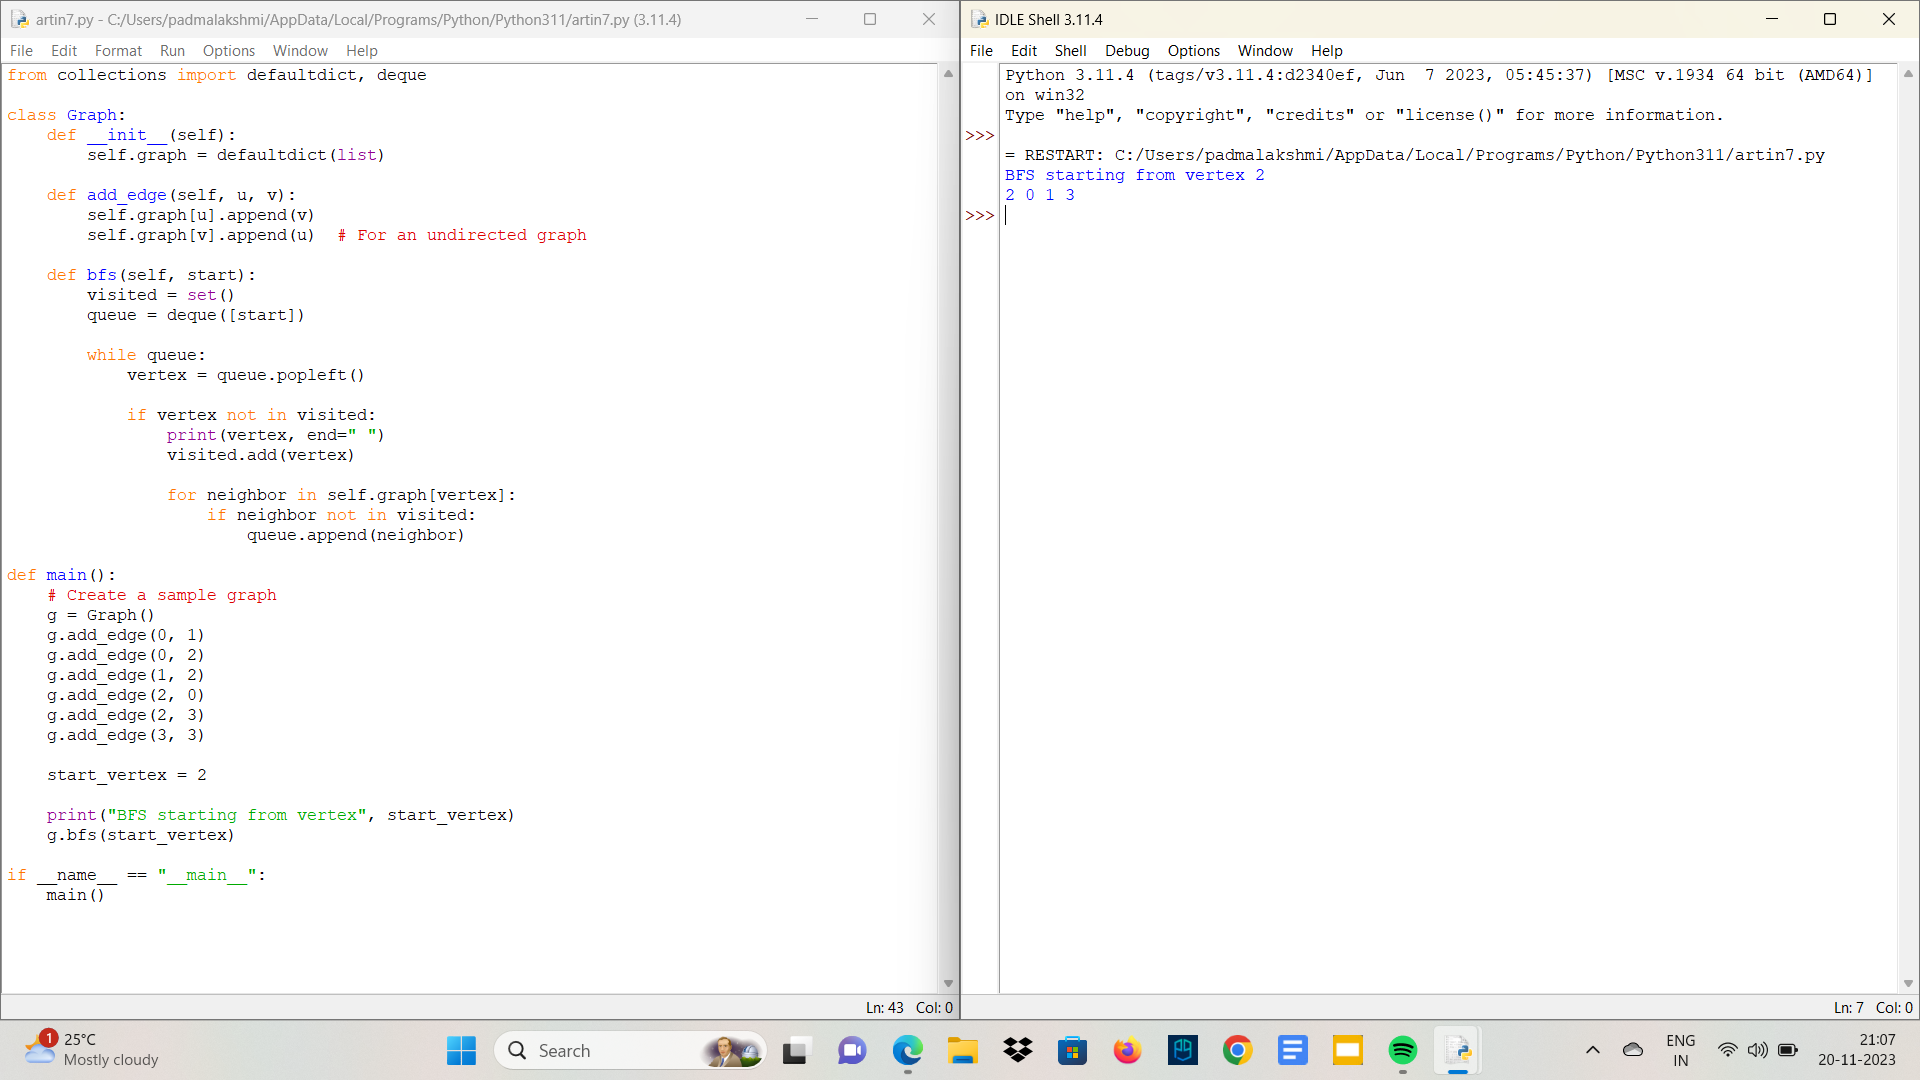 artin7.py - C:/Users/padmalakshmi/AppData/Local/Programs/Python/Python311/artin7.py (3.11.4)
File Edit Format Run Options Window Help
from collections import defaultdict, deque

class Graph:
    def __init__(self):
        self.graph = defaultdict(list)

    def add_edge(self, u, v):
        self.graph[u].append(v)
        self.graph[v].append(u)  # For an undirected graph

    def bfs(self, start):
        visited = set()
        queue = deque([start])

        while queue:
            vertex = queue.popleft()

            if vertex not in visited:
                print(vertex, end=" ")
                visited.add(vertex)

                for neighbor in self.graph[vertex]:
                    if neighbor not in visited:
                        queue.append(neighbor)

def main():
    # Create a sample graph
    g = Graph()
    g.add_edge(0, 1)
    g.add_edge(0, 2)
    g.add_edge(1, 2)
    g.add_edge(2, 0)
    g.add_edge(2, 3)
    g.add_edge(3, 3)

    start_vertex = 2

    print("BFS starting from vertex", start_vertex)
    g.bfs(start_vertex)

if __name__ == "__main__":
    main()
Ln: 43 Col: 0
IDLE Shell 3.11.4
File Edit Shell Debug Options Window Help
Python 3.11.4 (tags/v3.11.4:d2340ef, Jun  7 2023, 05:45:37) [MSC v.1934 64 bit (AMD64)]
on win32
Type "help", "copyright", "credits" or "license()" for more information.
>>>
= RESTART: C:/Users/padmalakshmi/AppData/Local/Programs/Python/Python311/artin7.py
BFS starting from vertex 2
2 0 1 3
>>>
Ln: 7 Col: 0
1
25°C
Mostly cloudy
Search
ENG
IN
21:07
20-11-2023